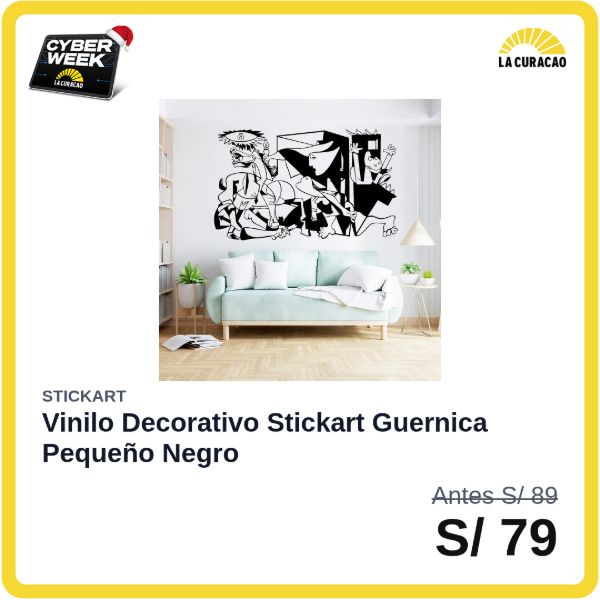 CYBER
WEEK
LA CURACAO
LA CURACAO
STICKART
Vinilo Decorativo Stickart Guernica
Pequeño Negro
Antes S/ 89
S/ 79